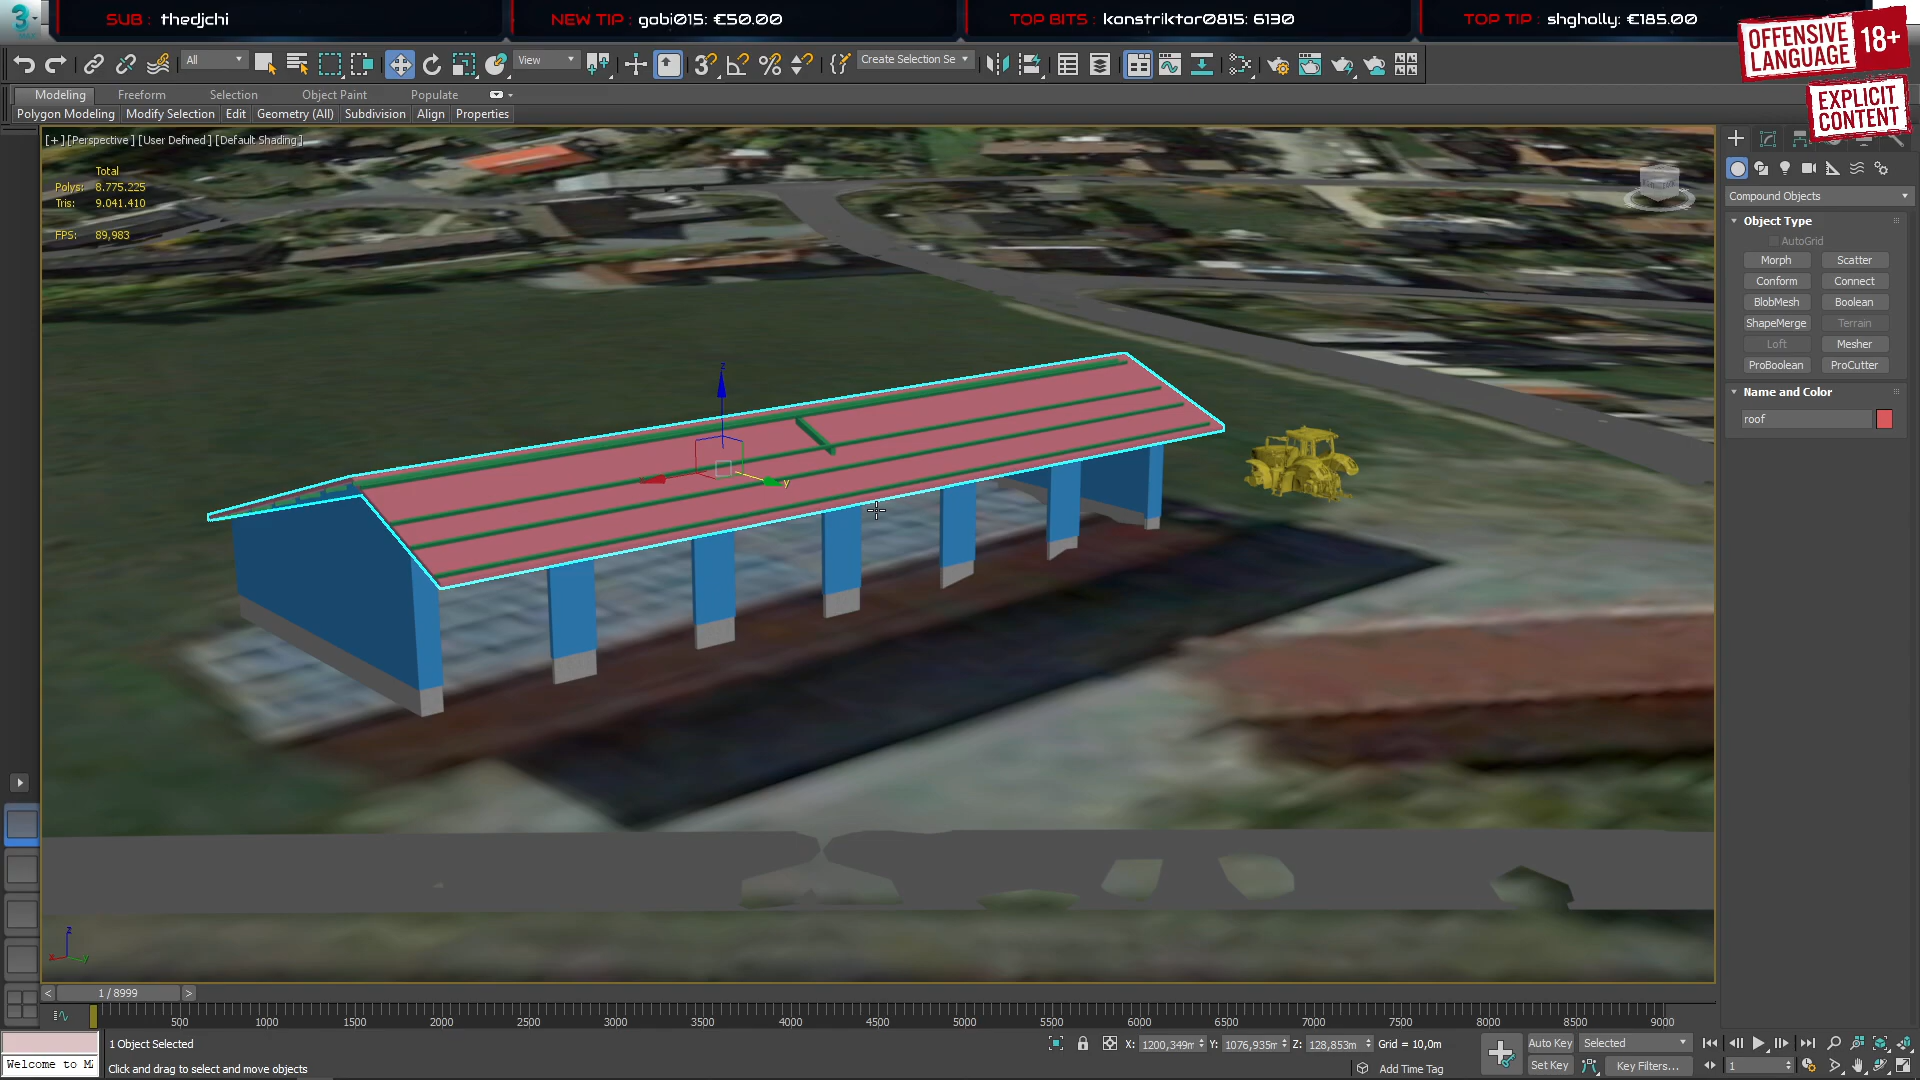 SUB : thedjchi
NEW TIP : gabi015: €50.00
TOP BITS : konstriktor0815: 6130
TOP TIP : shgholly: €185.00
OFFENSIVE LANGUAGE 18+
EXPLICIT CONTENT
3
MAX
All
View
Create Selection Se
Modeling
Freeform
Selection
Object Paint
Populate
Polygon Modeling
Modify Selection
Edit
Geometry (All)
Subdivision
Align
Properties
[+] [Perspective ] [User Defined ] [Default Shading ]
Total
Polys: 8.775.225
Tris: 9.041.410
FPS: 89,983
Compound Objects
Object Type
AutoGrid
Morph
Scatter
Conform
Connect
BlobMesh
Boolean
ShapeMerge
Terrain
Loft
Mesher
ProBoolean
ProCutter
Name and Color
roof
z
y
z
x
y
< 1 / 8999 >
500 1000 1500 2000 2500 3000 3500 4000 4500 5000 5500 6000 6500 7000 7500 8000 8500 9000
1 Object Selected
X: 1200,349m
Y: 1076,935m
Z: 128,853m
Grid = 10,0m
Auto Key
Selected
Welcome to M
Click and drag to select and move objects
Add Time Tag
Set Key
Key Filters...
1